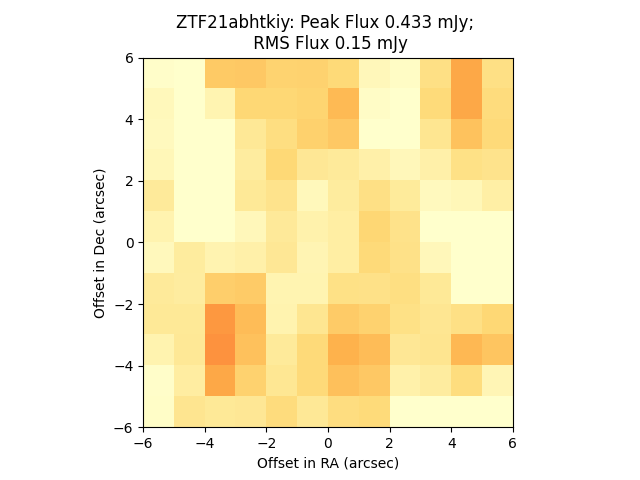 ZTF21abhtkiy: Peak Flux 0.433 mJy;
RMS Flux 0.15 mJy
6
4
2
0
−2
−4
−6
Offset in Dec (arcsec)
−6 −4 −2 0 2 4 6
Offset in RA (arcsec)